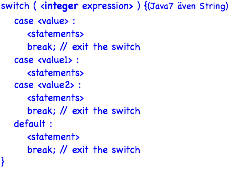 switch ( <integer expression> ) {(Java7 även String)
case <value> :
<statements>
break; // exit the switch
case <value1> :
<statements>
case <value2> :
<statements>
break; // exit the switch
default :
<statement>
break; // exit the switch
}